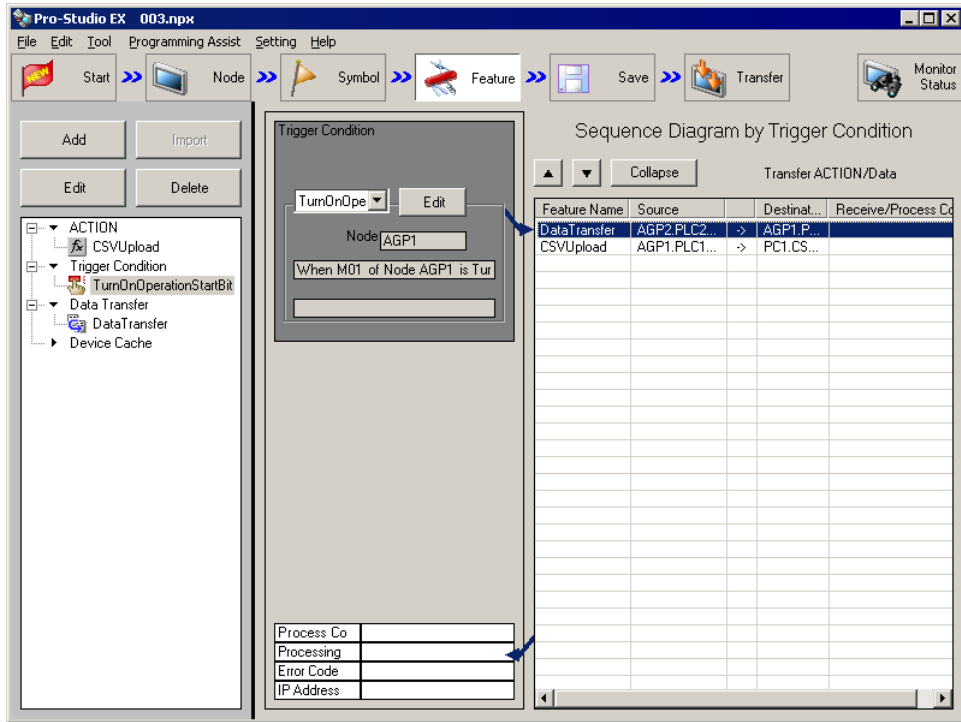 Pro-Studio EX 003.npx
File Edit Tool Programming Assist Setting Help
NEW Start Node Symbol Feature Save Transfer Monitor Status
Add Import
Edit Delete
ACTION
fx CSVUpload
Trigger Condition
TurnOnOperationStartBit
Data Transfer
DataTransfer
Device Cache
Trigger Condition
TurnOnOpe Edit
Node AGP1
When M01 of Node AGP1 is Tur
Process Co
Processing
Error Code
IP Address
Sequence Diagram by Trigger Condition
Collapse Transfer ACTION/Data
Feature Name Source Destinat... Receive/Process Co
DataTransfer AGP2.PLC2... -> AGP1.P...
CSVUpload AGP1.PLC1... -> PC1.CS...